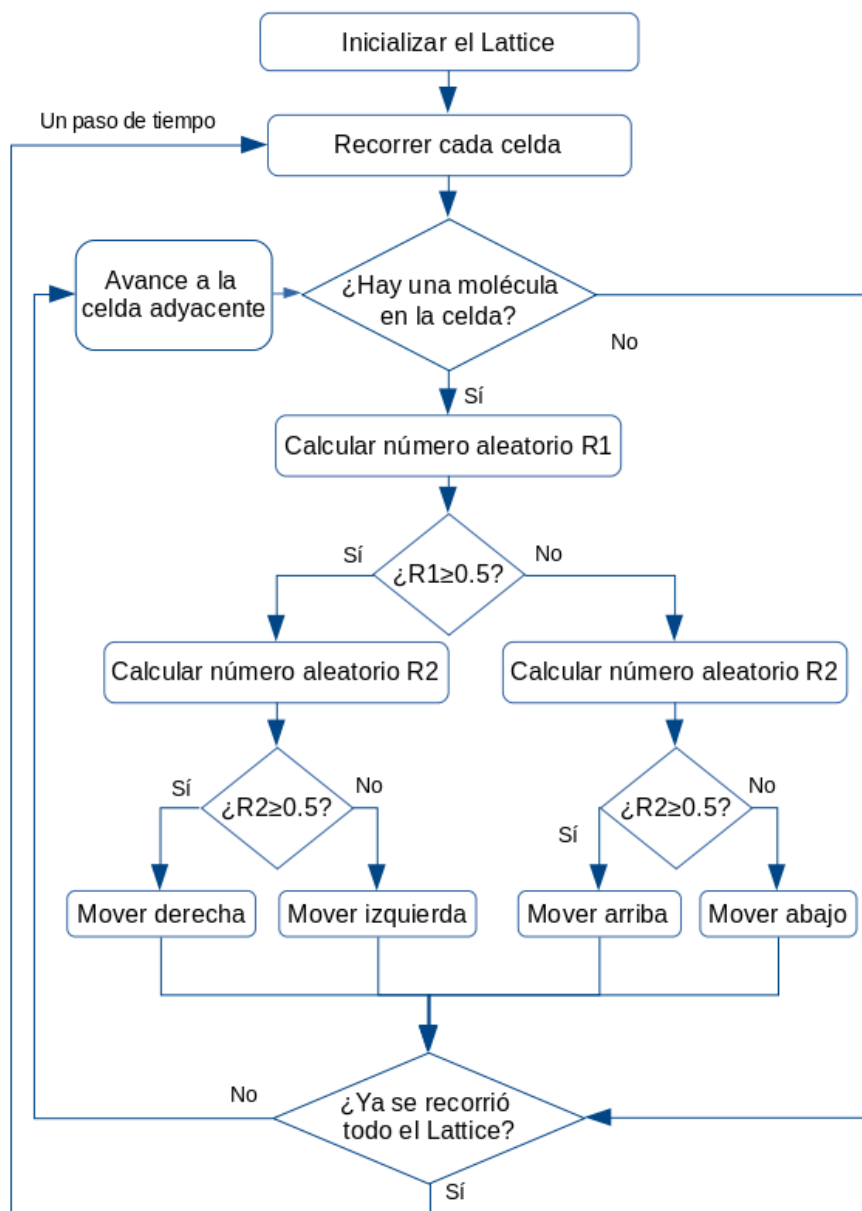 Inicializar el Lattice
Un paso de tiempo
Recorrer cada celda
Avance a la
celda adyacente
¿Hay una molécula
en la celda?
No
Sí
Calcular número aleatorio R1
Sí
¿R1≥0.5?
No
Calcular número aleatorio R2
Calcular número aleatorio R2
Sí
¿R2≥0.5?
No
Sí
¿R2≥0.5?
No
Mover derecha
Mover izquierda
Mover arriba
Mover abajo
No
¿Ya se recorrió
todo el Lattice?
Sí